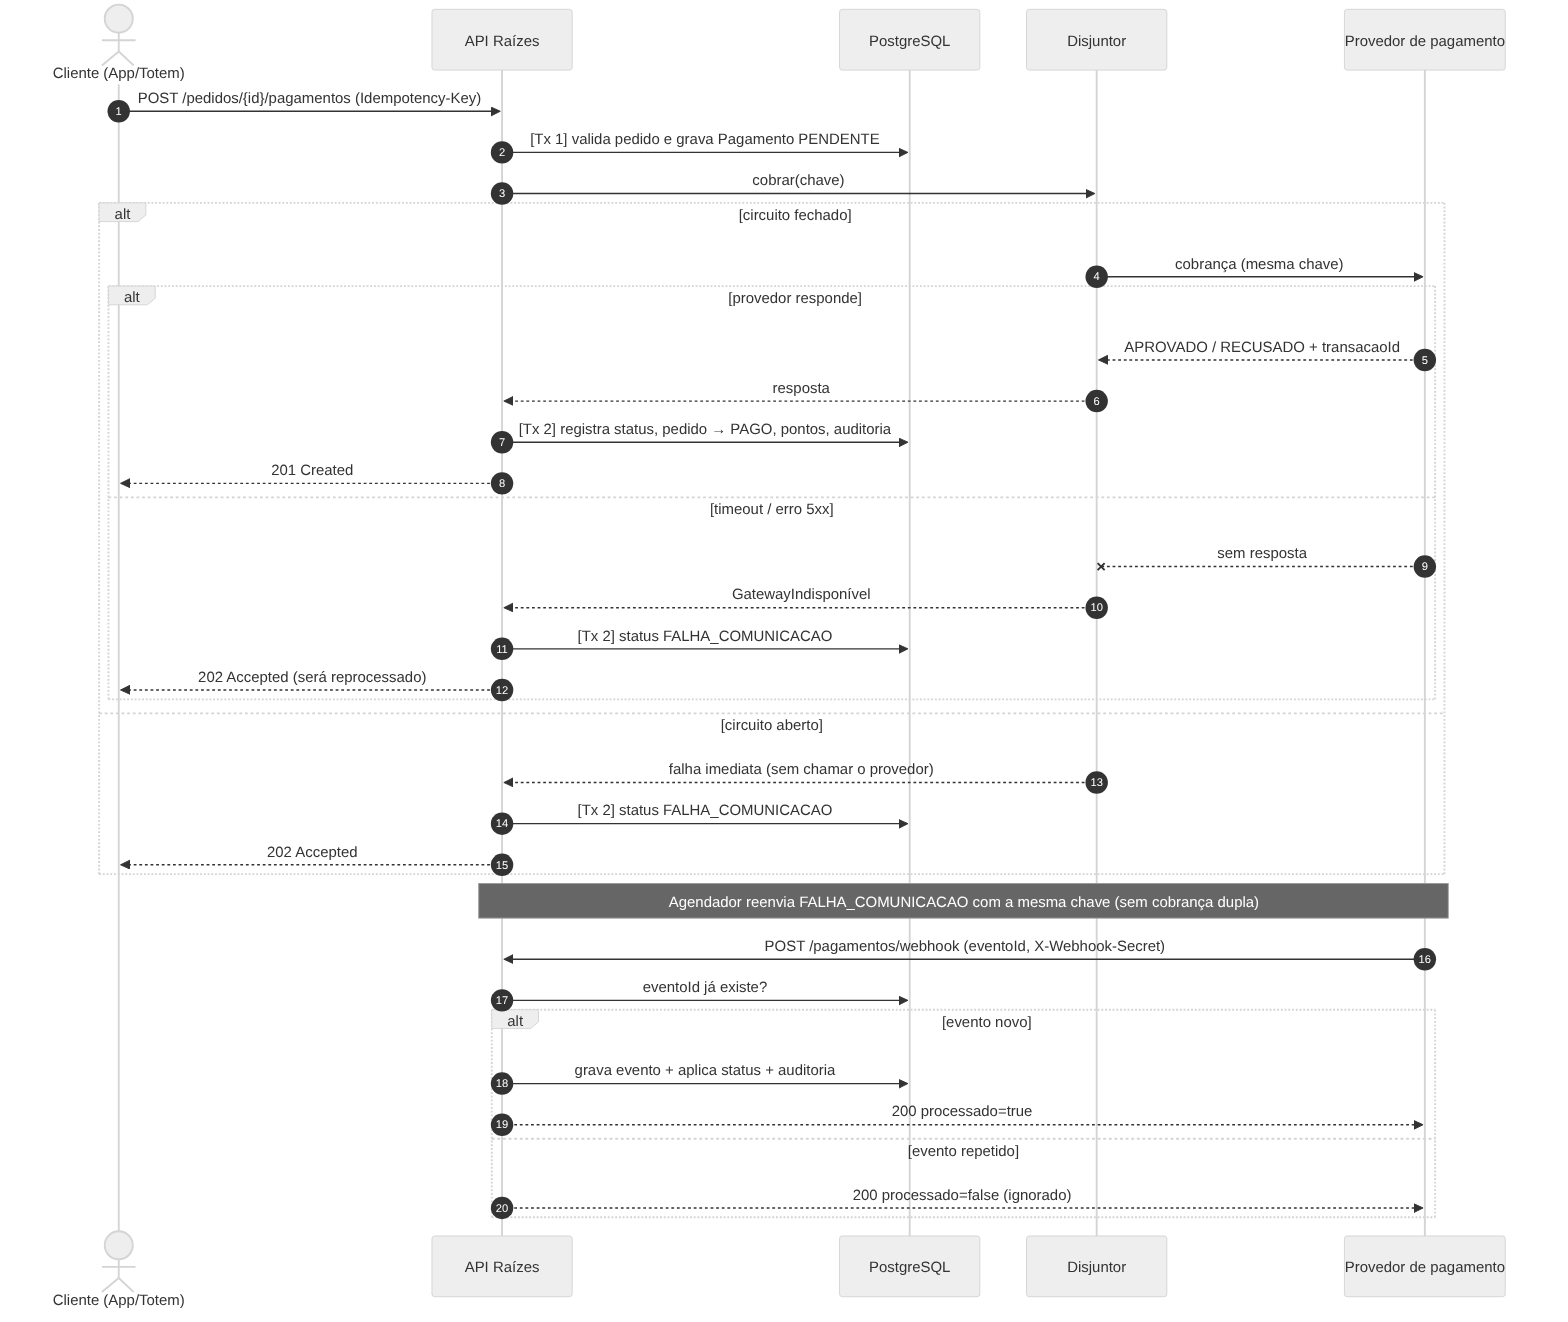 API Raízes
PostgreSQL
Disjuntor
Provedor de pagamento
Cliente (App/Totem)
POST /pedidos/{id}/pagamentos (Idempotency-Key)
1
[Tx 1] valida pedido e grava Pagamento PENDENTE
2
cobrar(chave)
3
alt
[circuito fechado]
cobrança (mesma chave)
4
alt
[provedor responde]
APROVADO / RECUSADO + transacaoId
5
resposta
6
[Tx 2] registra status, pedido → PAGO, pontos, auditoria
7
201 Created
8
[timeout / erro 5xx]
sem resposta
9
GatewayIndisponível
10
[Tx 2] status FALHA_COMUNICACAO
11
202 Accepted (será reprocessado)
12
[circuito aberto]
falha imediata (sem chamar o provedor)
13
[Tx 2] status FALHA_COMUNICACAO
14
202 Accepted
15
Agendador reenvia FALHA_COMUNICACAO com a mesma chave (sem cobrança dupla)
POST /pagamentos/webhook (eventoId, X-Webhook-Secret)
16
eventoId já existe?
17
alt
[evento novo]
grava evento + aplica status + auditoria
18
200 processado=true
19
[evento repetido]
200 processado=false (ignorado)
20
API Raízes
PostgreSQL
Disjuntor
Provedor de pagamento
Cliente (App/Totem)